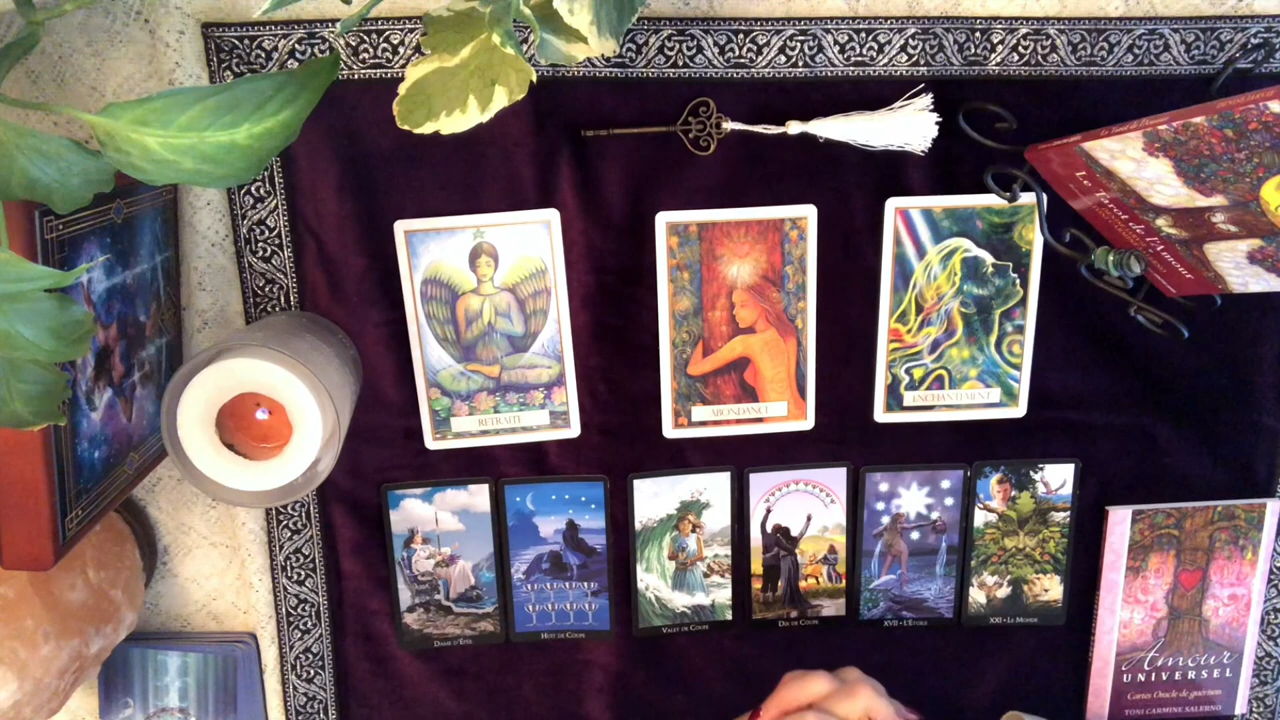 Le Tarot de l'Amour
RETRAITE
ABONDANCE
ENCHANTEMENT
DAME D'ÉPÉE
HUIT DE COUPE
VALET DE COUPE
DIX DE COUPE
XVII • L'ÉTOILE
XXI • LE MONDE
Amour
UNIVERSEL
Cartes Oracle de guérison
TONI CARMINE SALERNO